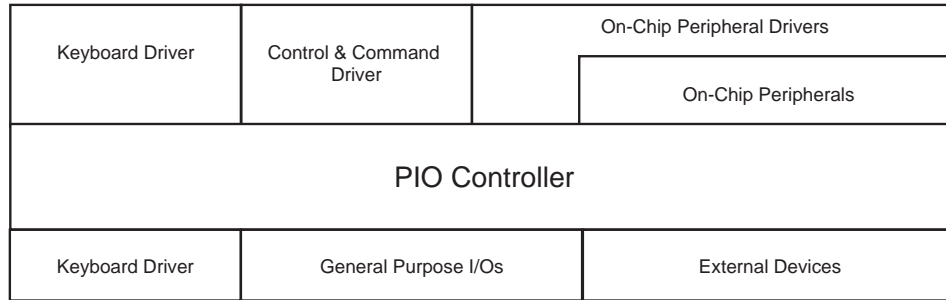 On-Chip Peripheral Drivers
Keyboard Driver
Control & Command
Driver
On-Chip Peripherals
PIO Controller
Keyboard Driver
General Purpose I/Os
External Devices